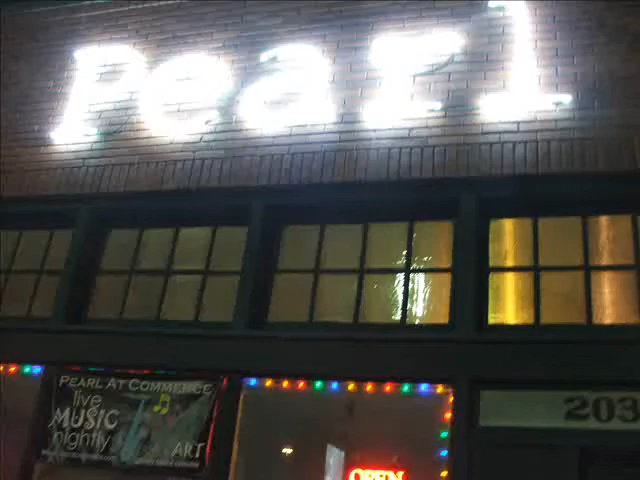 Pearl
PEARL AT COMMERCE
live
MUSIC
nightly
ART
203
OPEN